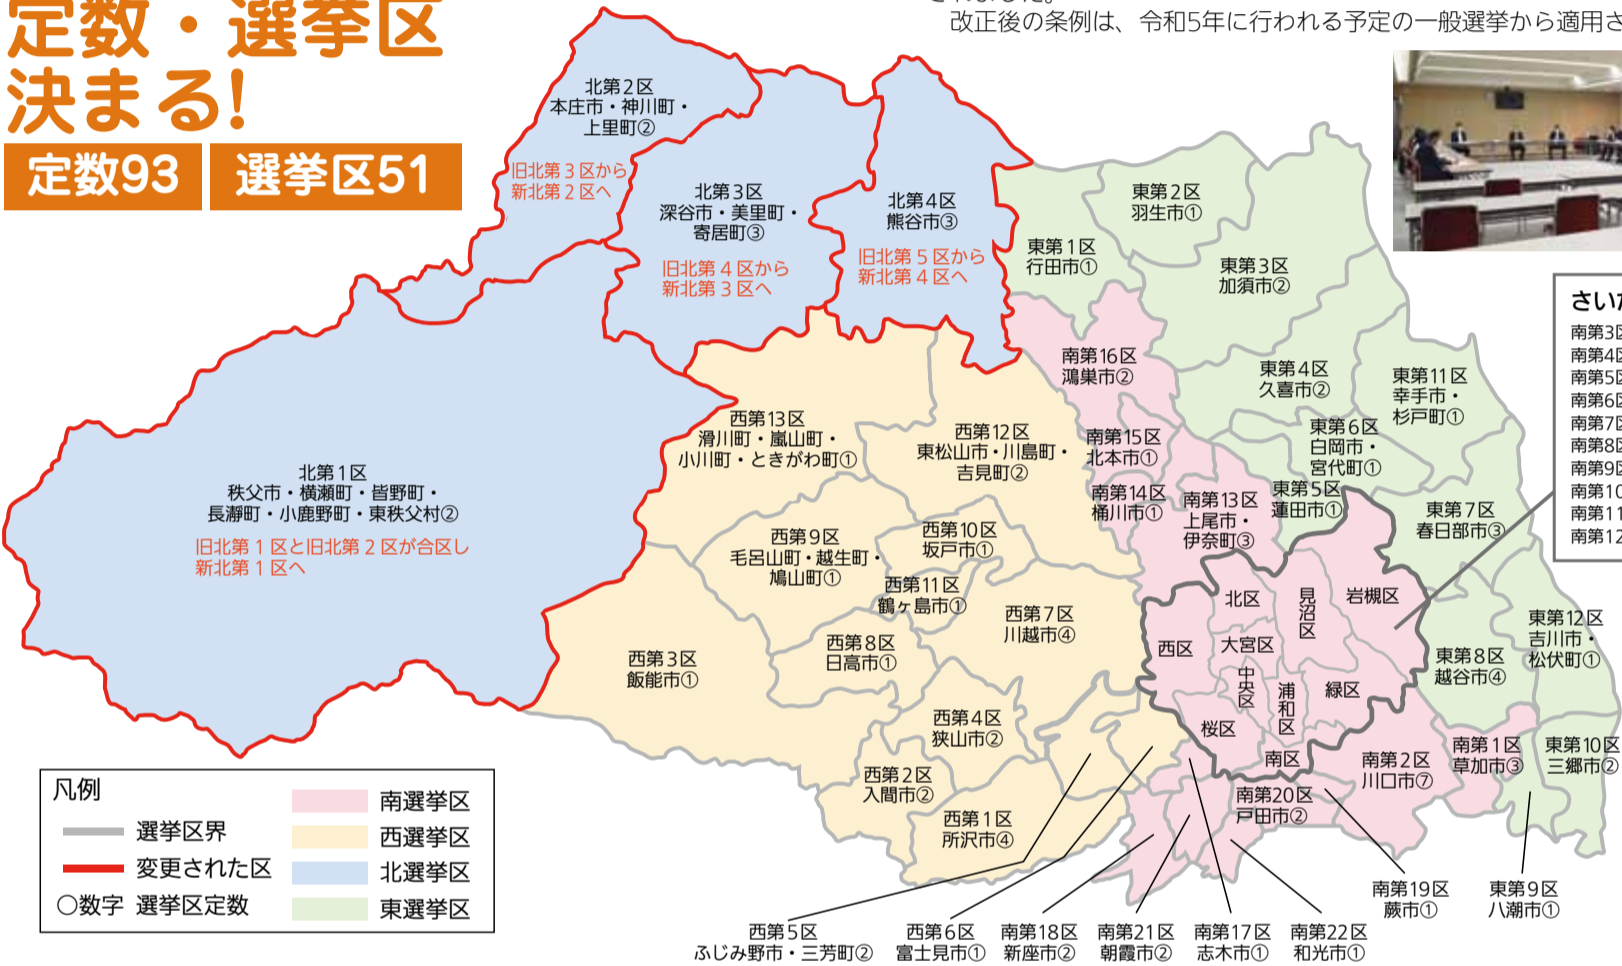 定数・選挙区
決まる!
定数93
選挙区51
改正後の条例は、令和5年に行われる予定の一般選挙から適用さ
北第2区
本庄市・神川町・
上里町②
旧北第3区から
新北第2区へ
北第3区
深谷市・美里町・
寄居町③
旧北第4区から
新北第3区へ
北第4区
熊谷市③
旧北第5区から
新北第4区へ
東第1区
行田市①
東第2区
羽生市①
東第3区
加須市②
さいた
南第3区
南第4区
南第5区
南第6区
南第7区
南第8区
南第9区
南第10
南第11
南第12
南第16区
鴻巣市②
東第4区
久喜市②
東第11区
幸手市・
杉戸町①
東第6区
白岡市・
宮代町①
北第1区
秩父市・横瀬町・皆野町・
長瀞町・小鹿野町・東秩父村②
旧北第1区と旧北第2区が合区し
新北第1区へ
西第13区
滑川町・嵐山町・
小川町・ときがわ町①
西第12区
東松山市・川島町・
吉見町②
南第15区
北本市①
南第14区
桶川市①
南第13区
上尾市・
伊奈町③
東第5区
蓮田市①
東第7区
春日部市③
西第9区
毛呂山町・越生町・
鳩山町①
西第10区
坂戸市①
西第11区
鶴ヶ島市①
西第7区
川越市④
西第8区
日高市①
西第3区
飯能市①
北区
見沼区
岩槻区
西区
大宮区
中央区
浦和区
緑区
桜区
南区
東第8区
越谷市④
東第12区
吉川市・
松伏町①
西第4区
狭山市②
西第2区
入間市②
西第1区
所沢市④
南第20区
戸田市②
南第2区
川口市⑦
南第1区
草加市③
東第10区
三郷市②
西第5区
ふじみ野市・三芳町②
西第6区
富士見市①
南第18区
新座市②
南第21区
朝霞市②
南第17区
志木市①
南第22区
和光市①
南第19区
蕨市①
東第9区
八潮市①
凡例
選挙区界
変更された区
○数字 選挙区定数
南選挙区
西選挙区
北選挙区
東選挙区